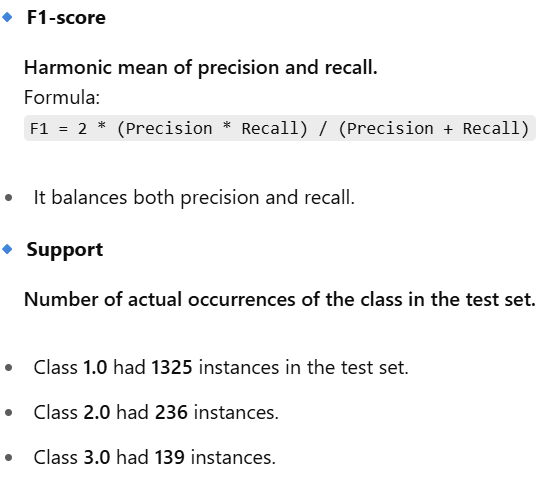 F1-score
Harmonic mean of precision and recall.
Formula:
F1 = 2 * (Precision * Recall) / (Precision + Recall)
It balances both precision and recall.
Support
Number of actual occurrences of the class in the test set.
Class 1.0 had 1325 instances in the test set.
Class 2.0 had 236 instances.
Class 3.0 had 139 instances.